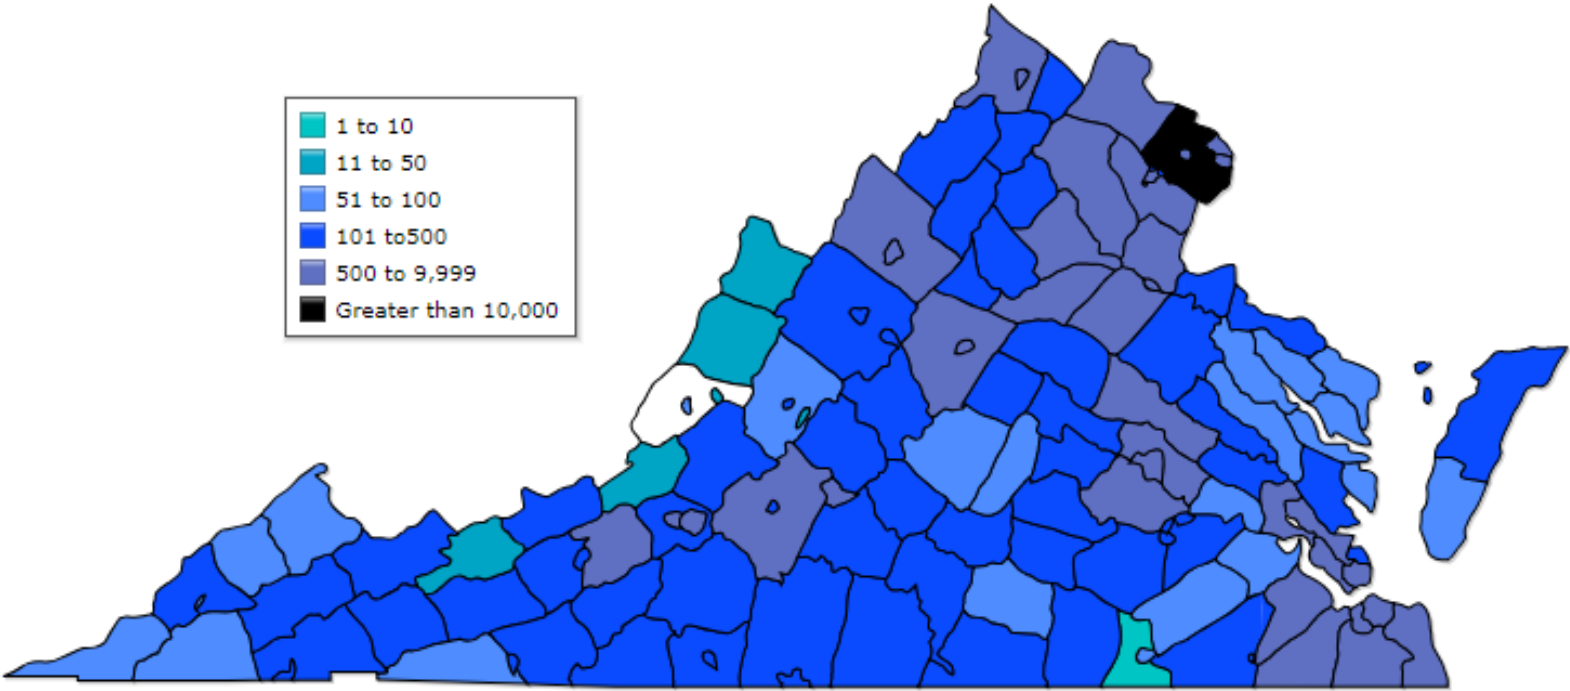 1 to 10
11 to 50
51 to 100
101 to500
500 to 9,999
Greater than 10,000